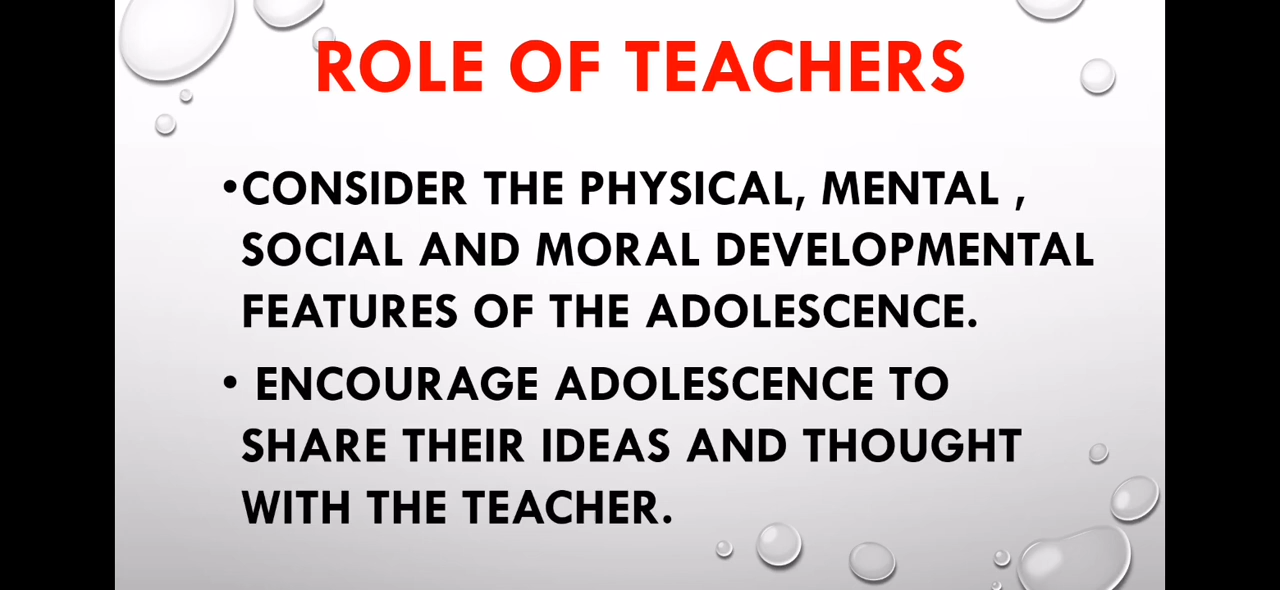 ROLE OF TEACHERS
•CONSIDER THE PHYSICAL, MENTAL ,
SOCIAL AND MORAL DEVELOPMENTAL
FEATURES OF THE ADOLESCENCE.
• ENCOURAGE ADOLESCENCE TO
SHARE THEIR IDEAS AND THOUGHT
WITH THE TEACHER.